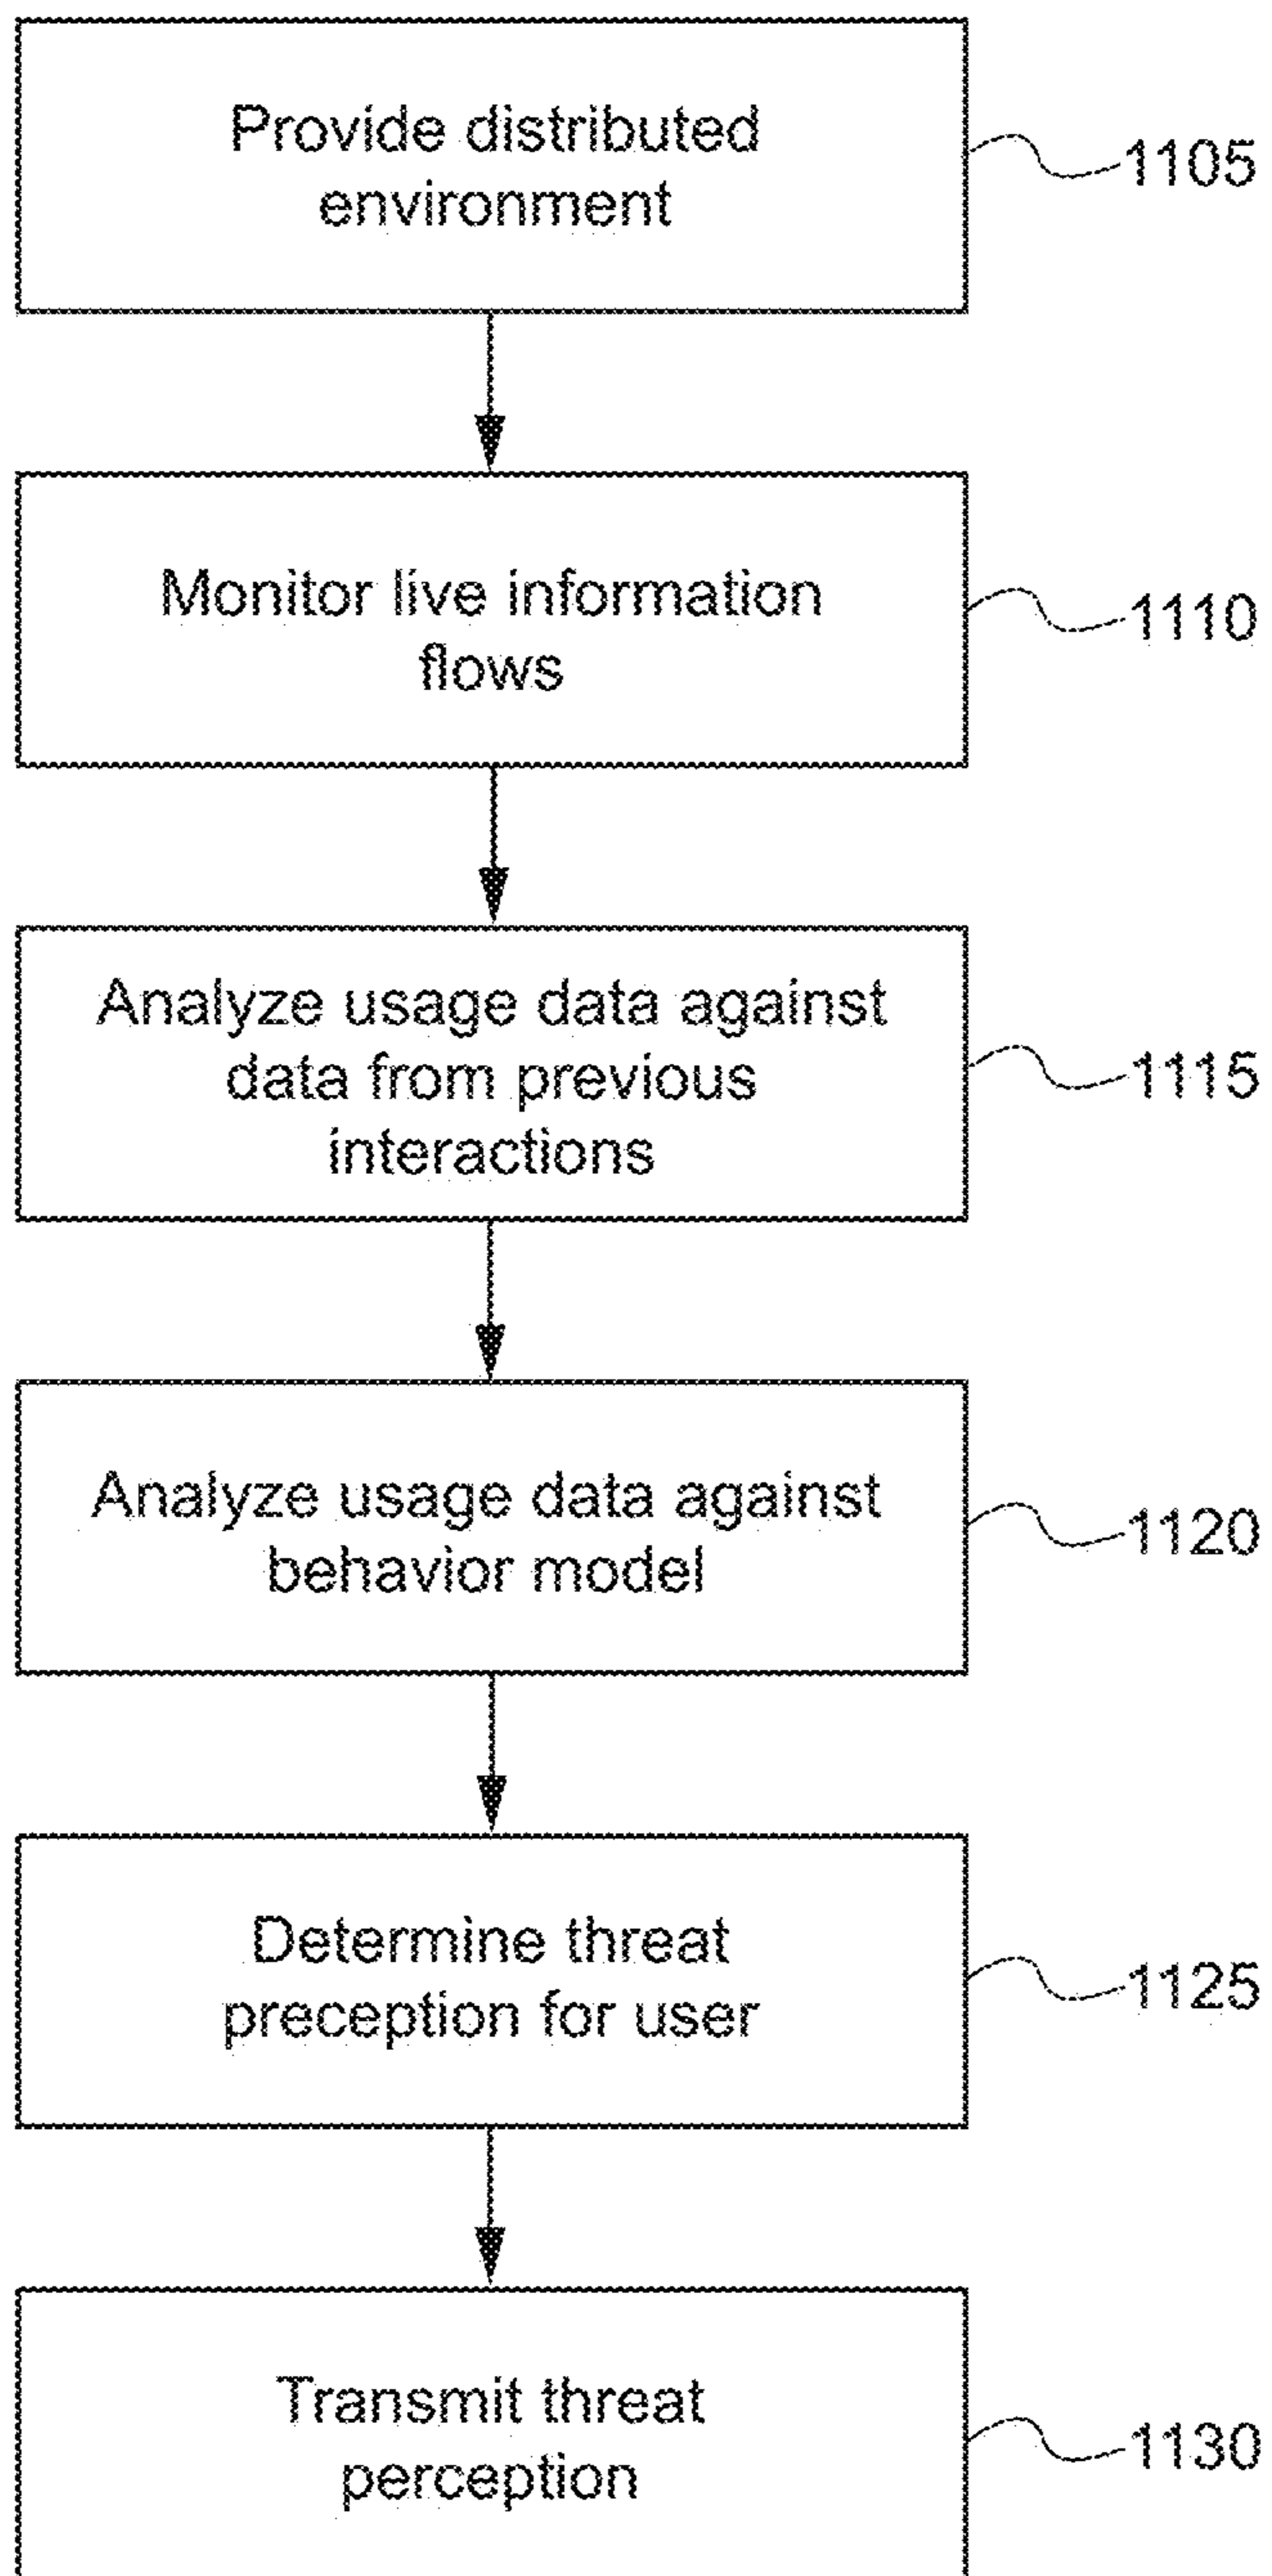 Provide distributed
environment
1105
Monitor live information
flows
1110
Analyze usage data against
data from previous
interactions
1115
Analyze usage data against
behavior model
1120
Determine threat
preception for user
1125
Transmit threat
perception
1130